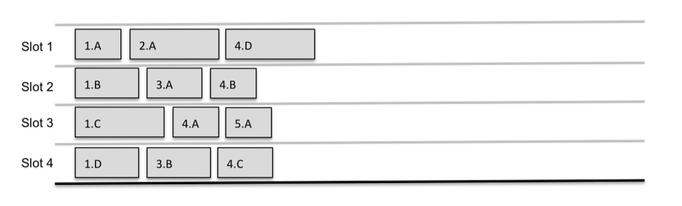 Slot 1 1.A 2.A 4.D
Slot 2 1.B 3.A 4.B
Slot 3 1.C 4.A 5.A
Slot 4 1.D 3.B 4.C